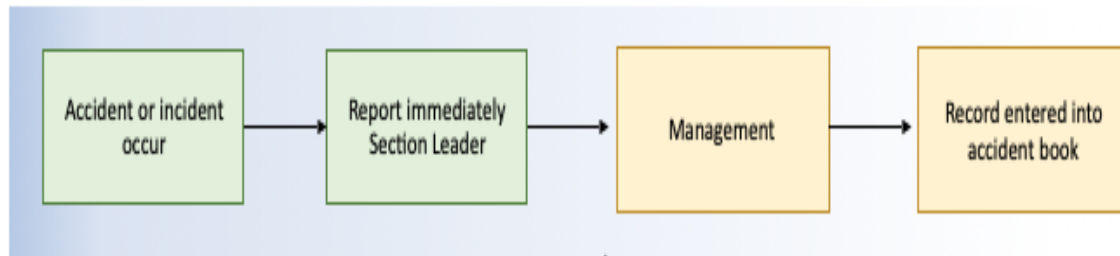 Accident or incident
occur
Report immediately
Section Leader
Management
Record entered into
accident book